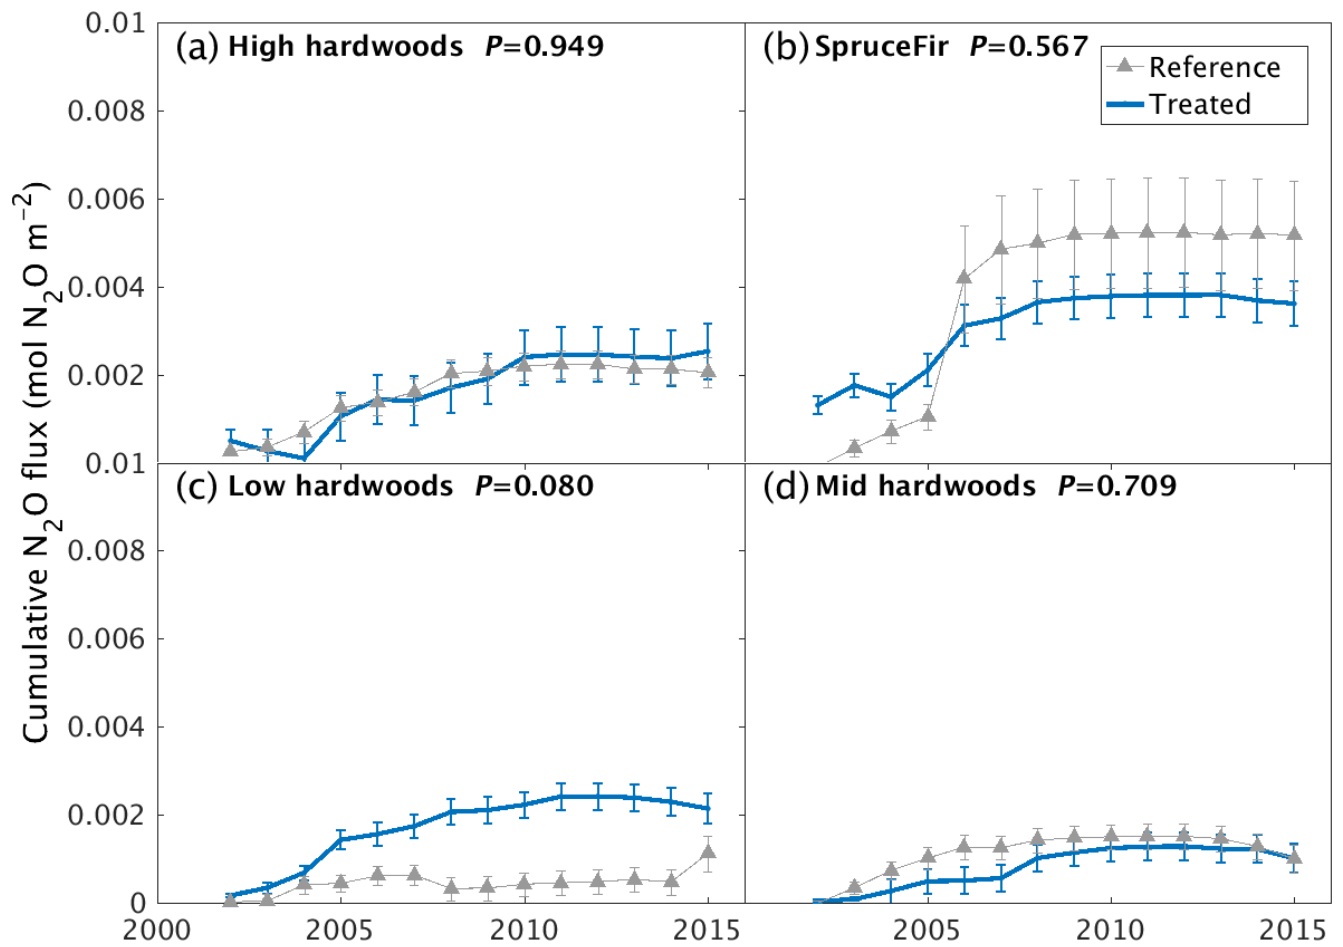 Cumulative N₂O flux (mol N₂O m⁻²)
0.01
0.008
0.006
0.004
0.002
(a) High hardwoods P=0.949
(b) SpruceFir P=0.567
Reference
Treated
0.01
0.008
0.006
0.004
0.002
0
(c) Low hardwoods P=0.080
(d) Mid hardwoods P=0.709
2000 2005 2010 2015 2005 2010 2015